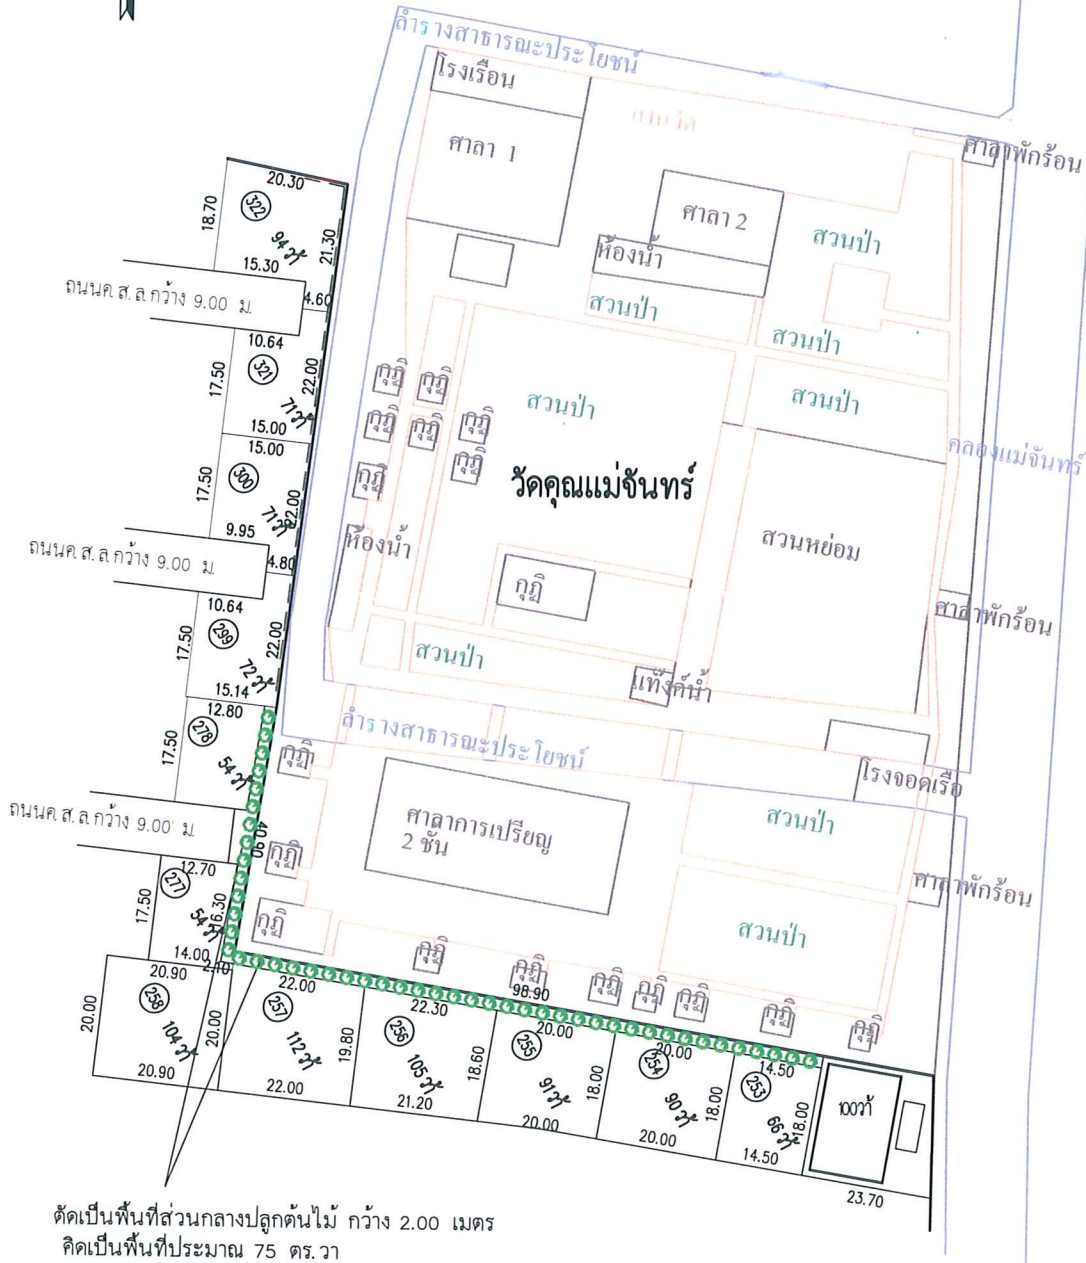 ลำรางสาธารณะประโยชน์
โรงเรือน
ลานวัด
ศาลา 1
ศาลาพักร้อน
20.30
322
18.70
94 ว
21.30
15.30
ศาลา 2
ห้องน้ำ
สวนป่า
สวนป่า
สวนป่า
ถนนค.ส.ล.กว้าง 9.00 ม.
4.60
10.64
321
17.50
71 ว
22.00
15.00
กุฏิ
กุฏิ
กุฏิ
กุฏิ
กุฏิ
กุฏิ
กุฏิ
สวนป่า
สวนป่า
คลองแม่จันทร์
วัดคุณแม่จันทร์
15.00
300
17.50
71 ว
22.00
9.95
ห้องน้ำ
สวนหย่อม
ถนนค.ส.ล.กว้าง 9.00 ม.
4.80
กุฏิ
ศาลาพักร้อน
10.64
299
17.50
72 ว
22.00
15.14
สวนป่า
แท๊งค์น้ำ
12.80
278
17.50
54 ว
ลำรางสาธารณะประโยชน์
กุฏิ
โรงจอดเรือ
ถนนค.ส.ล.กว้าง 9.00 ม.
40.90
ศาลาการเปรียญ
2 ชั้น
สวนป่า
กุฏิ
12.70
277
17.50
54 ว
16.30
14.00
2.10
ศาลาพักร้อน
กุฏิ
สวนป่า
กุฏิ
กุฏิ
กุฏิ
กุฏิ
กุฏิ
กุฏิ
กุฏิ
98.90
20.90
258
20.00
104 ว
20.00
20.90
22.00
257
112 ว
19.80
22.00
22.30
256
105 ว
18.60
21.20
20.00
255
91 ว
18.00
20.00
20.00
254
90 ว
18.00
20.00
14.50
253
66 ว
18.00
14.50
100ว้า
23.70
ตัดเป็นพื้นที่ส่วนกลางปลูกต้นไม้ กว้าง 2.00 เมตร
คิดเป็นพื้นที่ประมาณ 75 ตร.วา